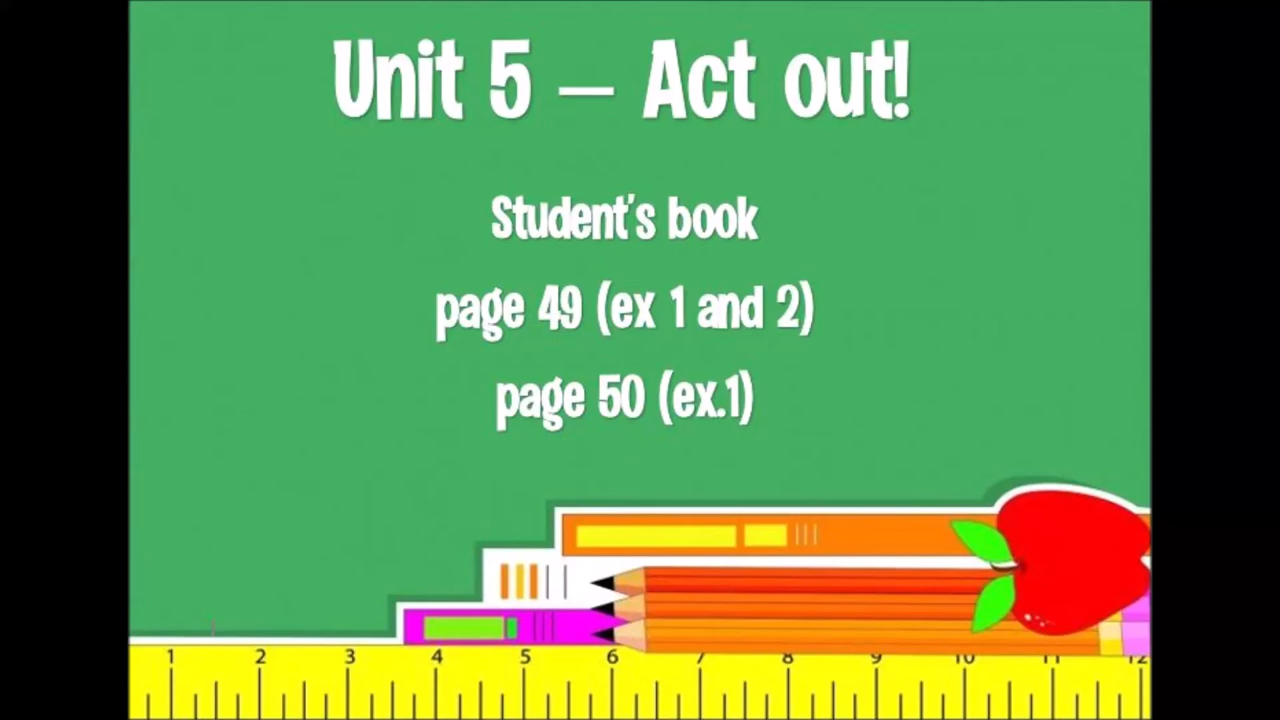 Unit 5 – Act out!
Student's book
page 49 (ex 1 and 2)
page 50 (ex.1)
1 2 3 4 5 6 7 8 9 10 11 12